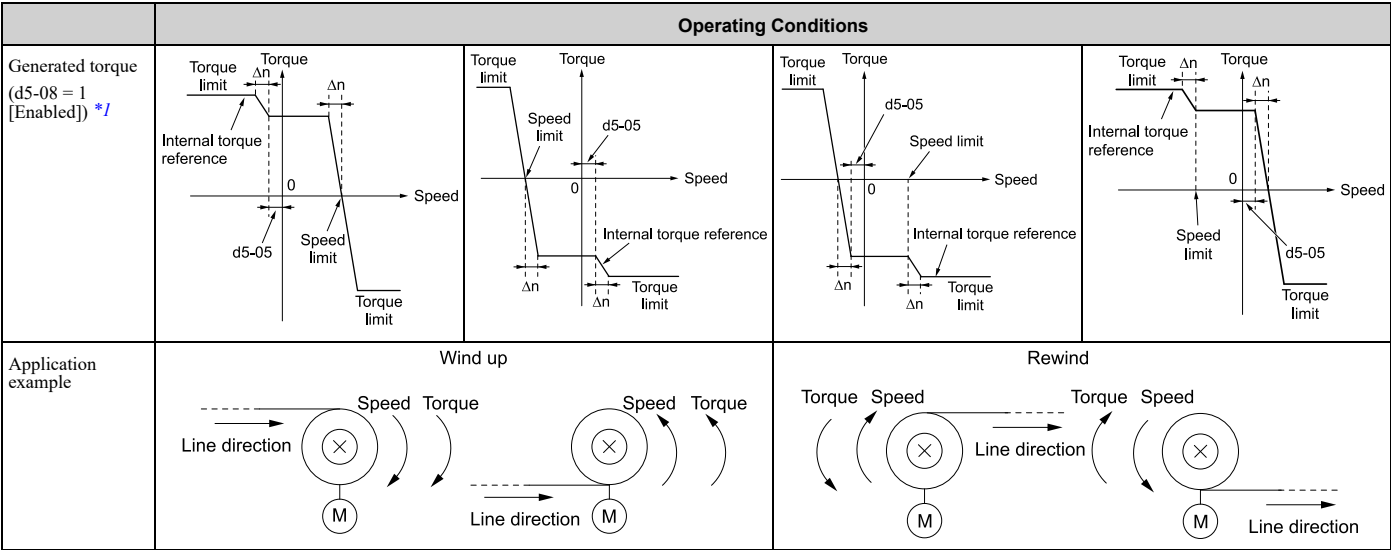 Operating Conditions
Generated torque
(d5-08 = 1
[Enabled]) *1
Torque
limit
Δn
Torque
Δn
Internal torque
reference
0
Speed
d5-05
Speed
limit
Torque
limit
Torque
limit
Torque
Speed
limit
d5-05
0
Speed
Internal torque reference
Δn
Δn
Torque
limit
Torque
limit
Torque
d5-05
Speed limit
0
Speed
Internal torque reference
Δn
Δn
Torque
limit
Torque
limit
Δn
Torque
Δn
Internal torque
reference
0
Speed
Speed
limit
d5-05
Torque
limit
Application
example
Wind up
Speed Torque
Line direction
M
Speed Torque
Line direction
M
Rewind
Torque Speed
Line direction
M
Torque Speed
M
Line direction